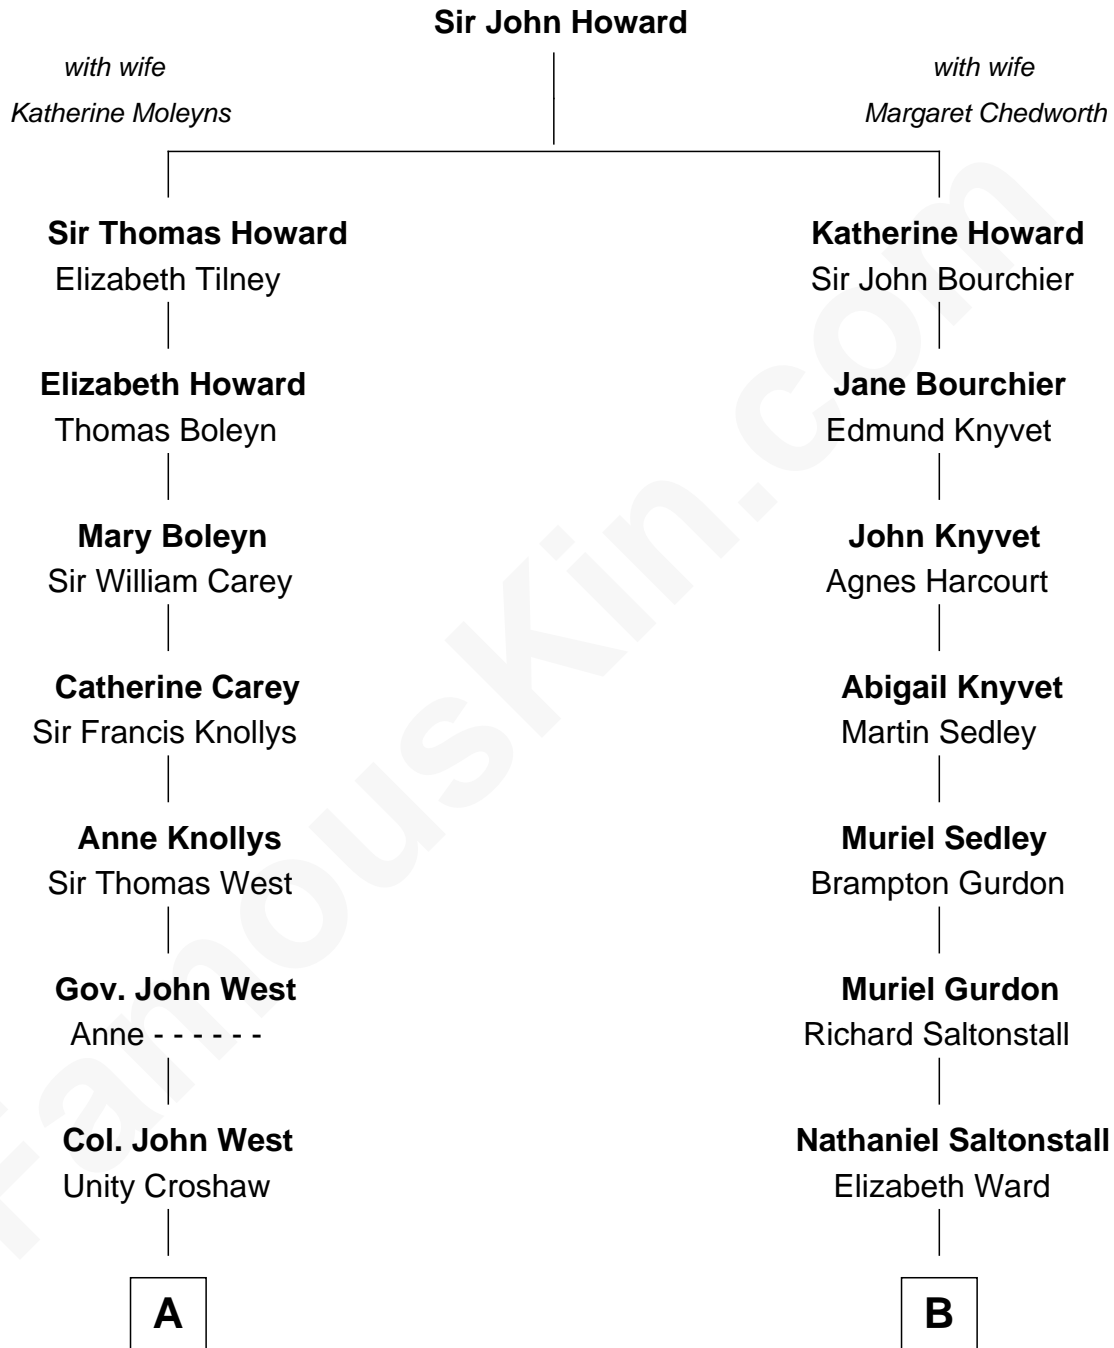 Sir John Howard
with wife
Katherine Moleyns
with wife
Margaret Chedworth
Sir Thomas Howard
Elizabeth Tilney
Katherine Howard
Sir John Bourchier
Elizabeth Howard
Thomas Boleyn
Jane Bourchier
Edmund Knyvet
Mary Boleyn
Sir William Carey
John Knyvet
Agnes Harcourt
Catherine Carey
Sir Francis Knollys
Abigail Knyvet
Martin Sedley
Anne Knollys
Sir Thomas West
Muriel Sedley
Brampton Gurdon
Gov. John West
Anne - - - - - -
Muriel Gurdon
Richard Saltonstall
Col. John West
Unity Croshaw
Nathaniel Saltonstall
Elizabeth Ward
A
B
FamousKin.com